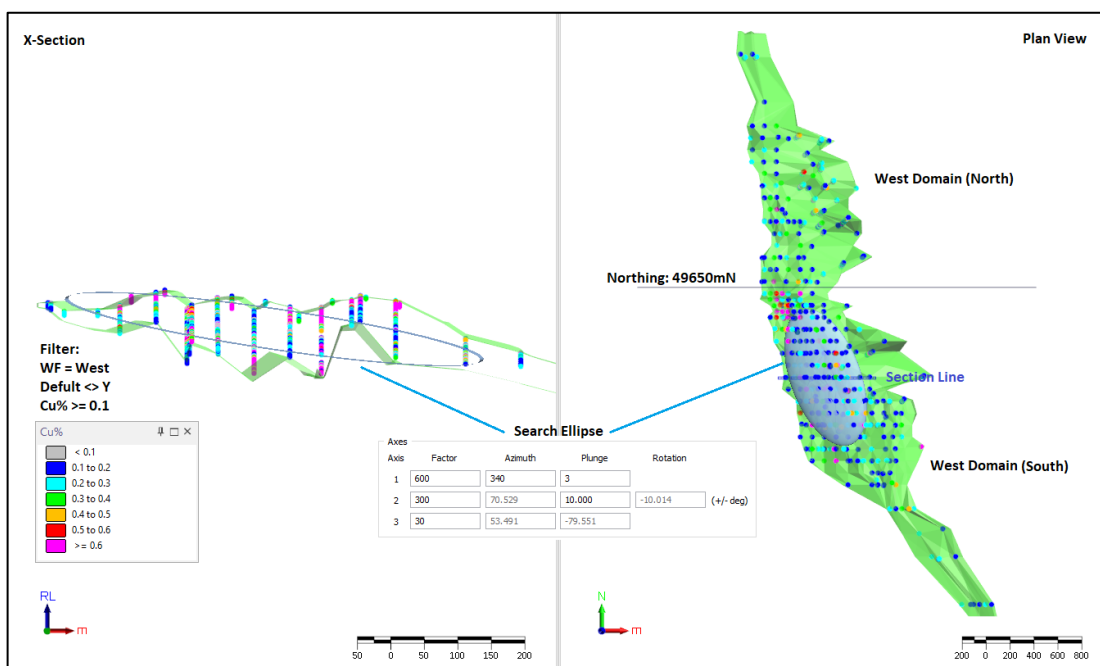 X-Section
Plan View
West Domain (North)
Northing: 49650mN
Filter:
WF = West
Defult <> Y
Cu% >= 0.1
Section Line
Cu%
< 0.1
0.1 to 0.2
0.2 to 0.3
0.3 to 0.4
0.4 to 0.5
0.5 to 0.6
>= 0.6
Search Ellipse
Axes
Axis Factor Azimuth Plunge Rotation
1 600 340 3
2 300 70.529 10.000 -10.014 (+/- deg)
3 30 53.491 -79.551
West Domain (South)
RL
m
N
m
50 0 50 100 150 200
200 0 200 400 600 800